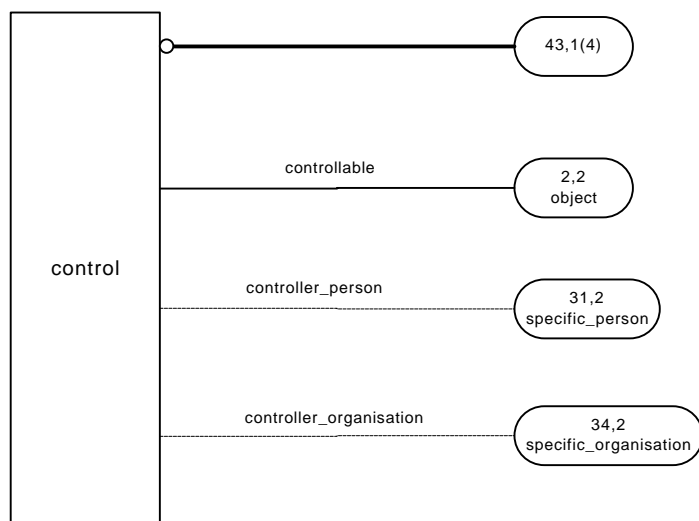 43,1(4)
controllable
2,2
object
control
controller_person
31,2
specific_person
controller_organisation
34,2
specific_organisation